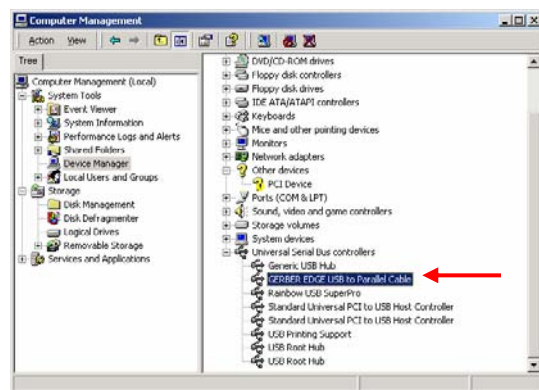 Computer Management
Action View
Tree
Computer Management (Local)
System Tools
Event Viewer
System Information
Performance Logs and Alerts
Shared Folders
Device Manager
Local Users and Groups
Storage
Disk Management
Disk Defragmenter
Logical Drives
Removable Storage
Services and Applications
DVD/CD-ROM drives
Floppy disk controllers
Floppy disk drives
IDE ATA/ATAPI controllers
Keyboards
Mice and other pointing devices
Monitors
Network adapters
Other devices
PCI Device
Ports (COM & LPT)
Sound, video and game controllers
Storage volumes
System devices
Universal Serial Bus controllers
Generic USB Hub
GERBER EDGE USB to Parallel Cable
Rainbow USB SuperPro
Standard Universal PCI to USB Host Controller
Standard Universal PCI to USB Host Controller
USB Printing Support
USB Root Hub
USB Root Hub